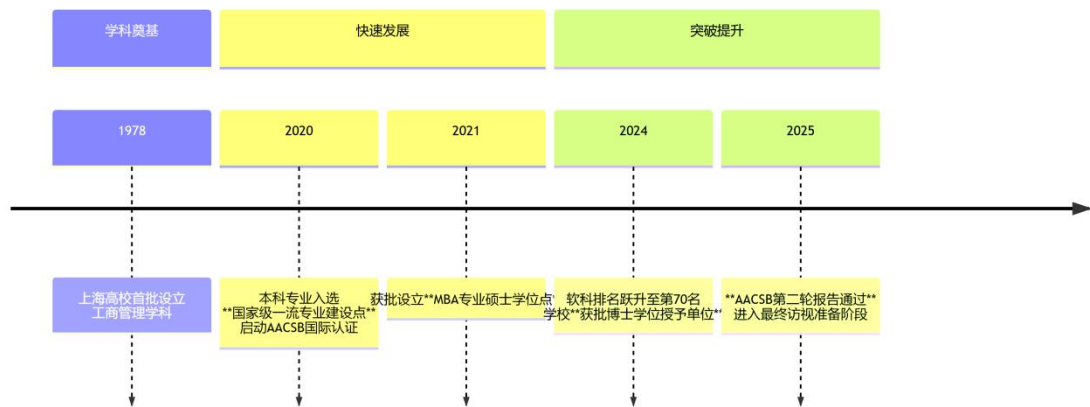 学科奠基
快速发展
突破提升
1978
2020
2021
2024
2025
上海高校首批设立
工商管理学科
本科专业入选
**国家级一流专业建设点**
启动AACSB国际认证
获批设立**MBA专业硕士学位点**
软科排名跃升至第70名
学校**获批博士学位授予单位**
**AACSB第二轮报告通过**
进入最终访视准备阶段